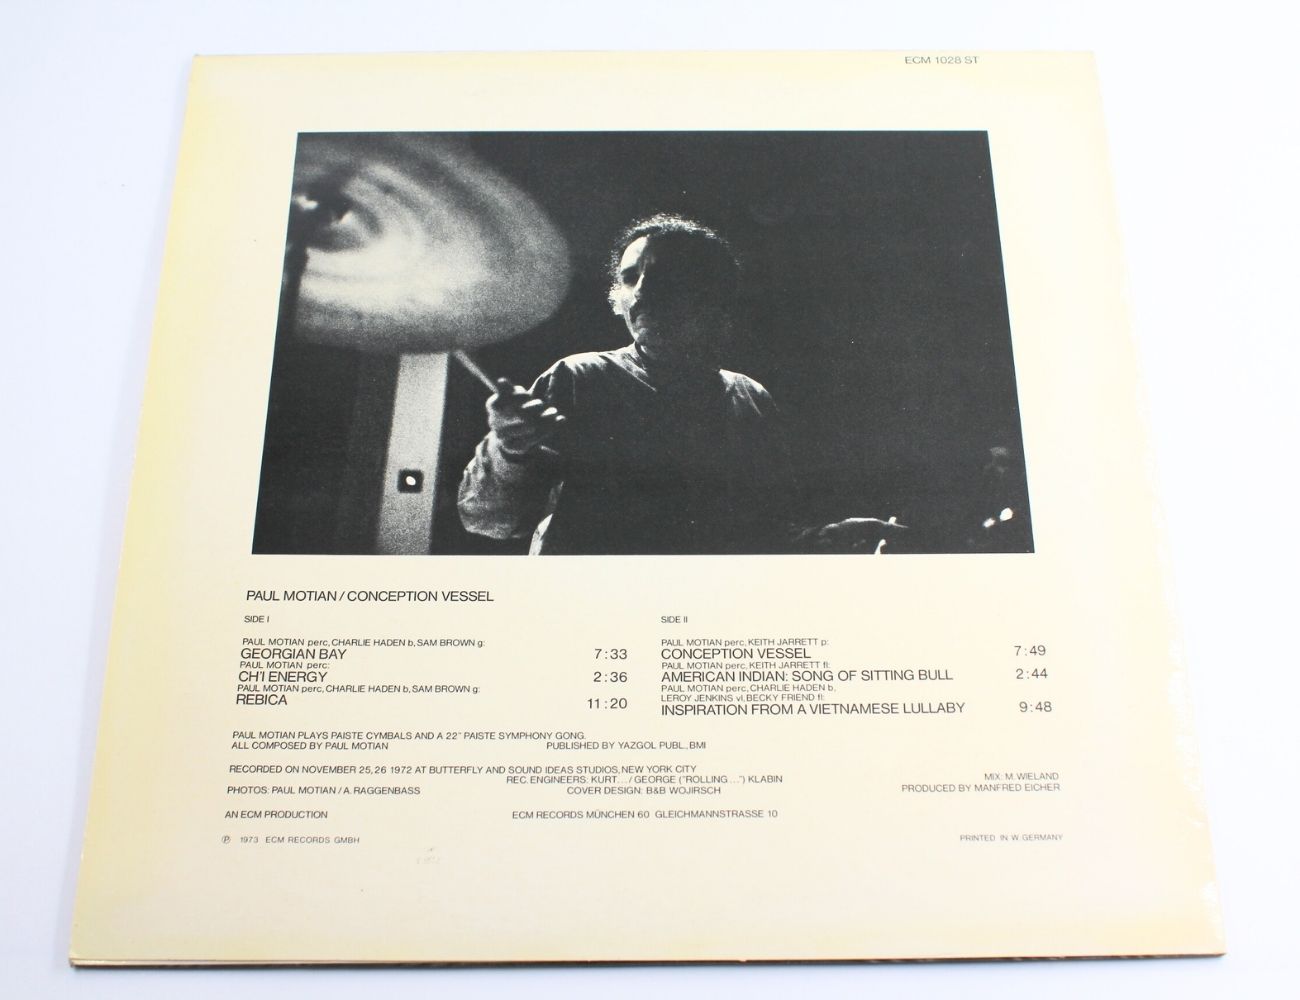 ECM 1028 ST
PAUL MOTIAN / CONCEPTION VESSEL
SIDE I
PAUL MOTIAN perc, CHARLIE HADEN b, SAM BROWN g:
GEORGIAN BAY 7:33
PAUL MOTIAN perc:
CH'I ENERGY 2:36
PAUL MOTIAN perc, CHARLIE HADEN b, SAM BROWN g:
REBICA 11:20
SIDE II
PAUL MOTIAN perc, KEITH JARRETT p:
CONCEPTION VESSEL 7:49
PAUL MOTIAN perc, KEITH JARRETT fl:
AMERICAN INDIAN: SONG OF SITTING BULL 2:44
PAUL MOTIAN perc, CHARLIE HADEN b,
LEROY JENKINS vl, BECKY FRIEND fl:
INSPIRATION FROM A VIETNAMESE LULLABY 9:48
PAUL MOTIAN PLAYS PAISTE CYMBALS AND A 22" PAISTE SYMPHONY GONG.
ALL COMPOSED BY PAUL MOTIAN PUBLISHED BY YAZGOL PUBL., BMI
RECORDED ON NOVEMBER 25, 26 1972 AT BUTTERFLY AND SOUND IDEAS STUDIOS, NEW YORK CITY
REC. ENGINEERS: KURT... / GEORGE ("ROLLING ...") KLABIN MIX: M. WIELAND
PHOTOS: PAUL MOTIAN / A. RAGGENBASS COVER DESIGN: B&B WOJIRSCH PRODUCED BY MANFRED EICHER
AN ECM PRODUCTION ECM RECORDS MÜNCHEN 60 GLEICHMANNSTRASSE 10
℗ 1973 ECM RECORDS GMBH PRINTED IN W. GERMANY